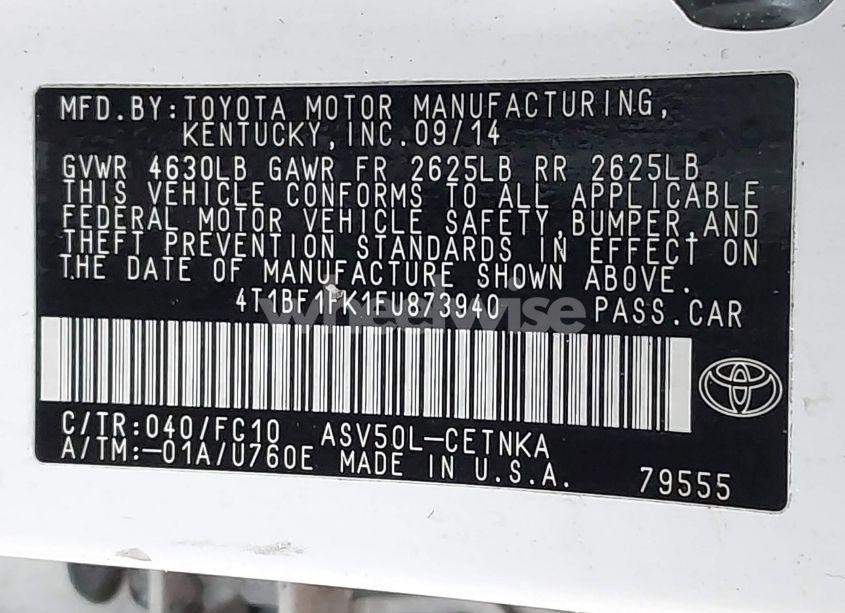 MFD.BY:TOYOTA MOTOR MANUFACTURING,
KENTUCKY,INC.09/14
GVWR 4630LB GAWR FR 2625LB RR 2625LB
THIS VEHICLE CONFORMS TO ALL APPLICABLE
FEDERAL MOTOR VEHICLE SAFETY,BUMPER,AND
THEFT PREVENTION STANDARDS IN EFFECT ON
THE DATE OF MANUFACTURE SHOWN ABOVE.
4T1BF1FK1FU873940 PASS.CAR
wheelwise
C/TR:040/FC10 ASV50L-CETNKA
A/TM:-01A/U760E MADE IN U.S.A. 79555